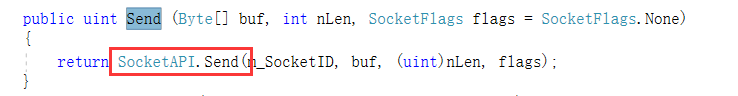 public uint Send (Byte[] buf, int nLen, SocketFlags flags = SocketFlags.None)
{
return SocketAPI.Send(m_SocketID, buf, (uint)nLen, flags);
}